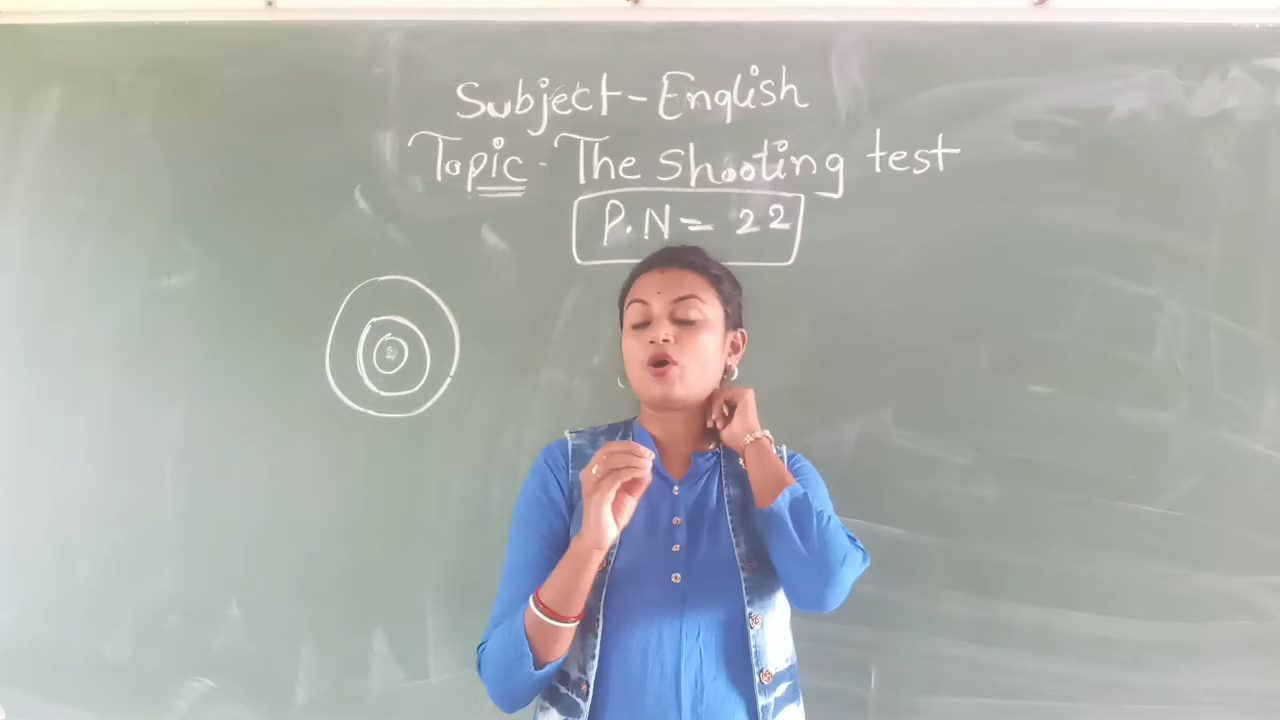 Subject-English
Topic - The Shooting test
P.N = 22